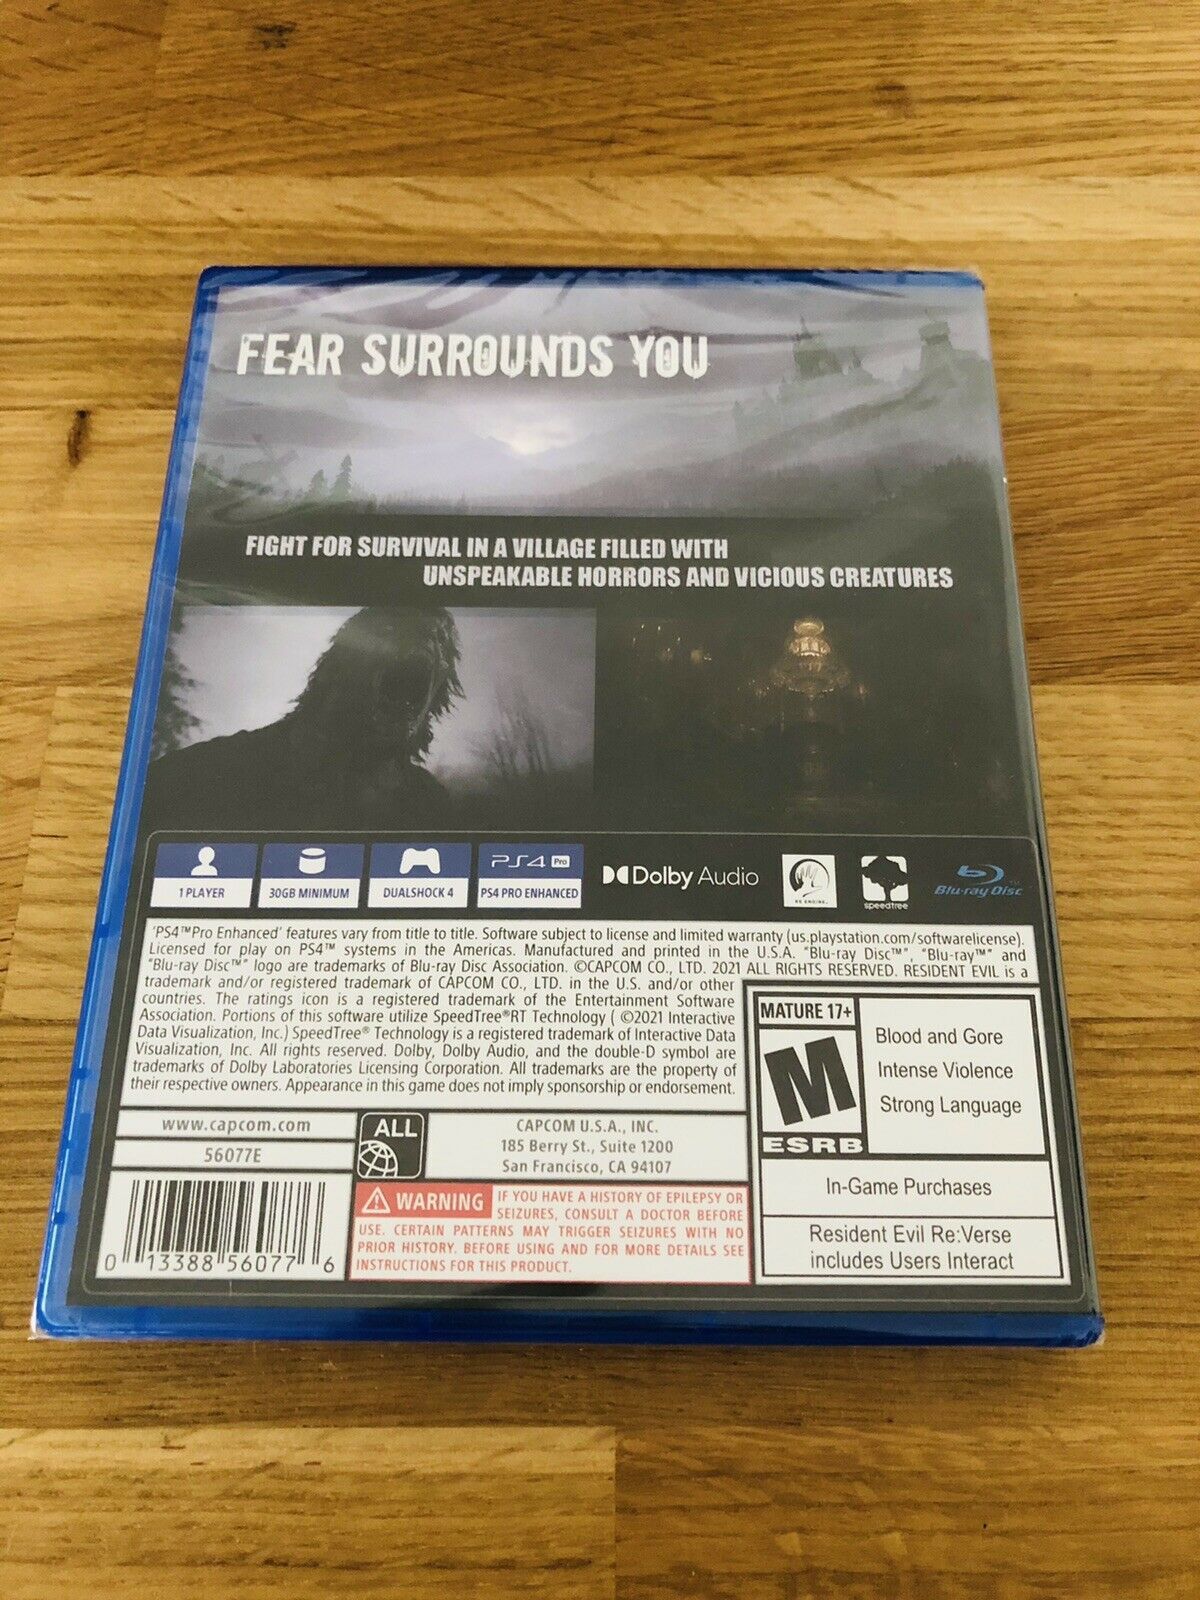 FEAR SURROUNDS YOU
FIGHT FOR SURVIVAL IN A VILLAGE FILLED WITH
UNSPEAKABLE HORRORS AND VICIOUS CREATURES
1 PLAYER
30GB MINIMUM
DUALSHOCK 4
PS4 Pro
PS4 PRO ENHANCED
Dolby Audio
RE ENGINE.
speedtree
Blu-ray Disc
'PS4™Pro Enhanced' features vary from title to title. Software subject to license and limited warranty (us.playstation.com/softwarelicense).
Licensed for play on PS4™ systems in the Americas. Manufactured and printed in the U.S.A. "Blu-ray Disc™", "Blu-ray™" and
"Blu-ray Disc™" logo are trademarks of Blu-ray Disc Association. ©CAPCOM CO., LTD. 2021 ALL RIGHTS RESERVED. RESIDENT EVIL is a
trademark and/or registered trademark of CAPCOM CO., LTD. in the U.S. and/or other
countries. The ratings icon is a registered trademark of the Entertainment Software
Association. Portions of this software utilize SpeedTree®RT Technology ( ©2021 Interactive
Data Visualization, Inc.) SpeedTree® Technology is a registered trademark of Interactive Data
Visualization, Inc. All rights reserved. Dolby, Dolby Audio, and the double-D symbol are
trademarks of Dolby Laboratories Licensing Corporation. All trademarks are the property of
their respective owners. Appearance in this game does not imply sponsorship or endorsement.
MATURE 17+
M
ESRB
Blood and Gore
Intense Violence
Strong Language
In-Game Purchases
Resident Evil Re:Verse
includes Users Interact
www.capcom.com
56077E
ALL
CAPCOM U.S.A., INC.
185 Berry St., Suite 1200
San Francisco, CA 94107
WARNING IF YOU HAVE A HISTORY OF EPILEPSY OR
SEIZURES, CONSULT A DOCTOR BEFORE
USE. CERTAIN PATTERNS MAY TRIGGER SEIZURES WITH NO
PRIOR HISTORY. BEFORE USING AND FOR MORE DETAILS SEE
INSTRUCTIONS FOR THIS PRODUCT.
0 13388 56077 6